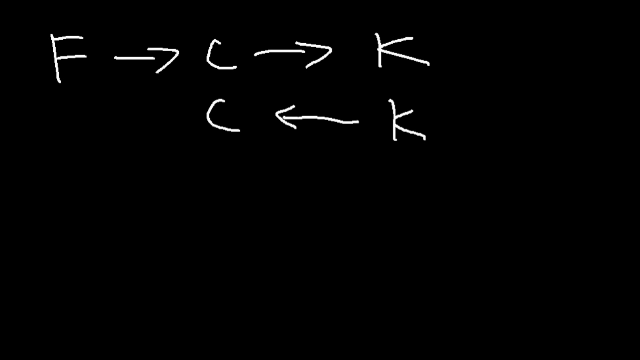 F → C → K
C ← K